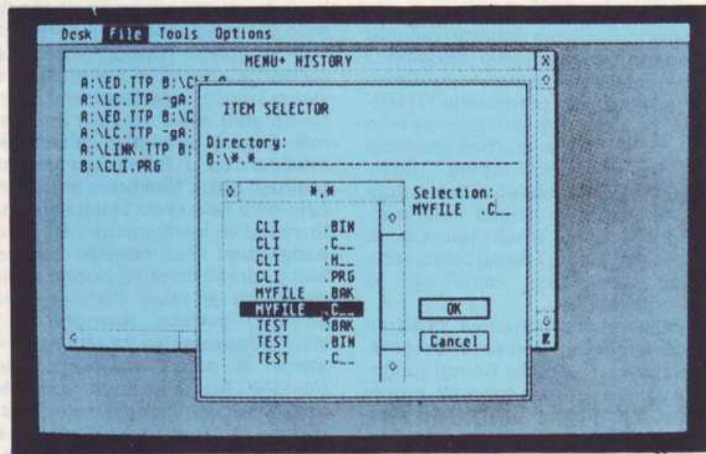 Desk File Tools Options
MENU+ HISTORY
A:\ED.TTP B:\CLI.C
A:\LC.TTP -gA:
A:\ED.TTP B:\C
A:\LC.TTP -gA:
A:\LINK.TTP B:
B:\CLI.PRG
ITEM SELECTOR
Directory:
B:\*.*
*.*
Selection:
MYFILE .C__
CLI .BIN
CLI .C__
CLI .H__
CLI .PRG
MYFILE .BAK
MYFILE .C__
TEST .BAK
TEST .BIN
TEST .C__
OK
Cancel